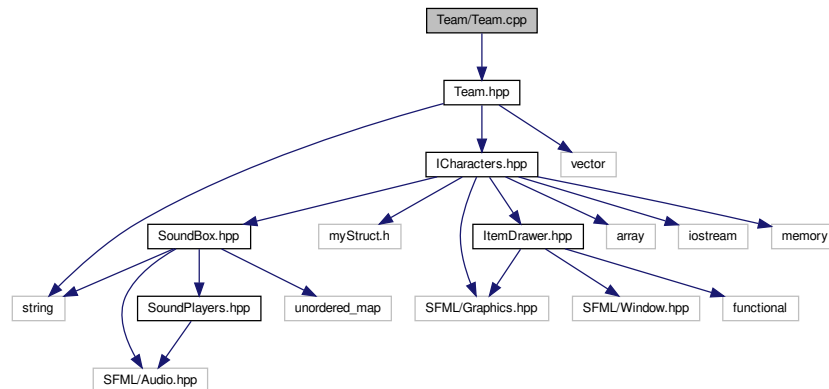 Team/Team.cpp
Team.hpp
ICharacters.hpp
vector
SoundBox.hpp
myStruct.h
ItemDrawer.hpp
array
iostream
memory
string
SoundPlayers.hpp
unordered_map
SFML/Graphics.hpp
SFML/Window.hpp
functional
SFML/Audio.hpp